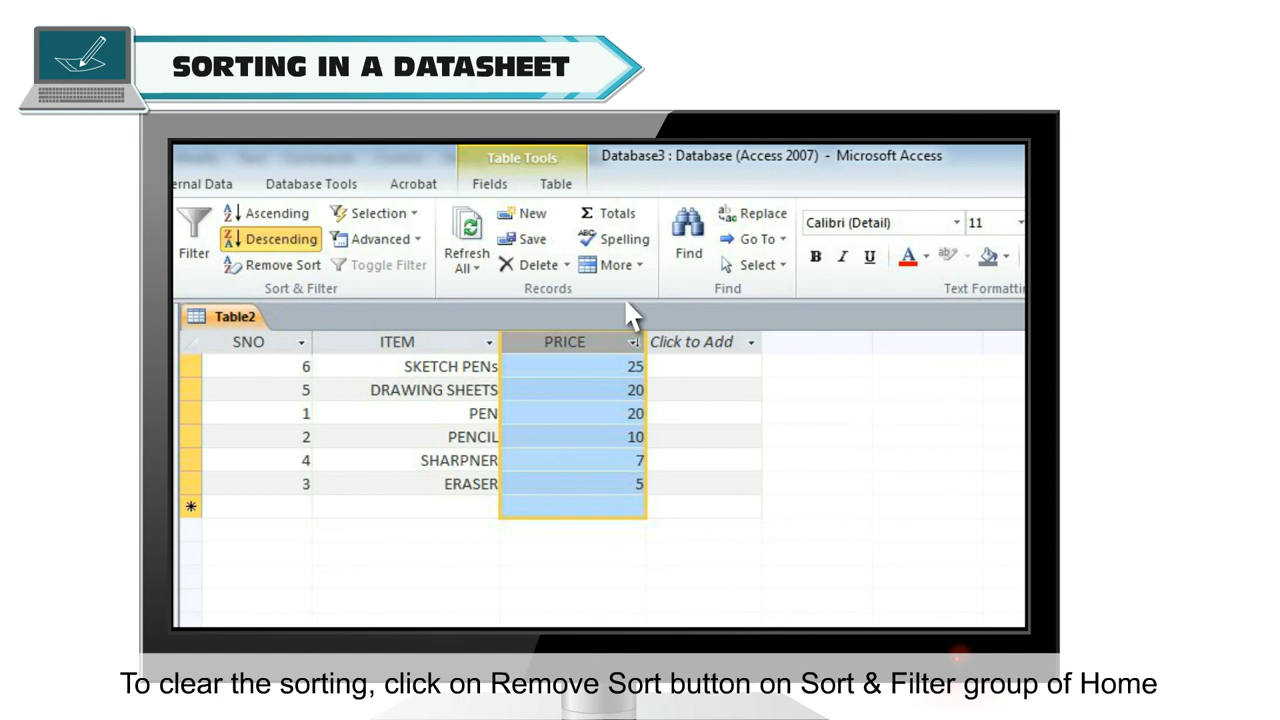 SORTING IN A DATASHEET
Table Tools Database3 : Database (Access 2007) - Microsoft Access
ernal Data Database Tools Acrobat Fields Table
Filter
Ascending
Descending
Remove Sort
Selection
Advanced
Toggle Filter
Sort & Filter
Refresh
All
New
Save
Delete
Σ Totals
Spelling
More
Records
Find
Replace
Go To
Select
Find
Calibri (Detail) 11
B I U A
Text Formattin
Table2
SNO ITEM PRICE Click to Add
6 SKETCH PENs 25
5 DRAWING SHEETS 20
1 PEN 20
2 PENCIL 10
4 SHARPNER 7
3 ERASER 5
To clear the sorting, click on Remove Sort button on Sort & Filter group of Home